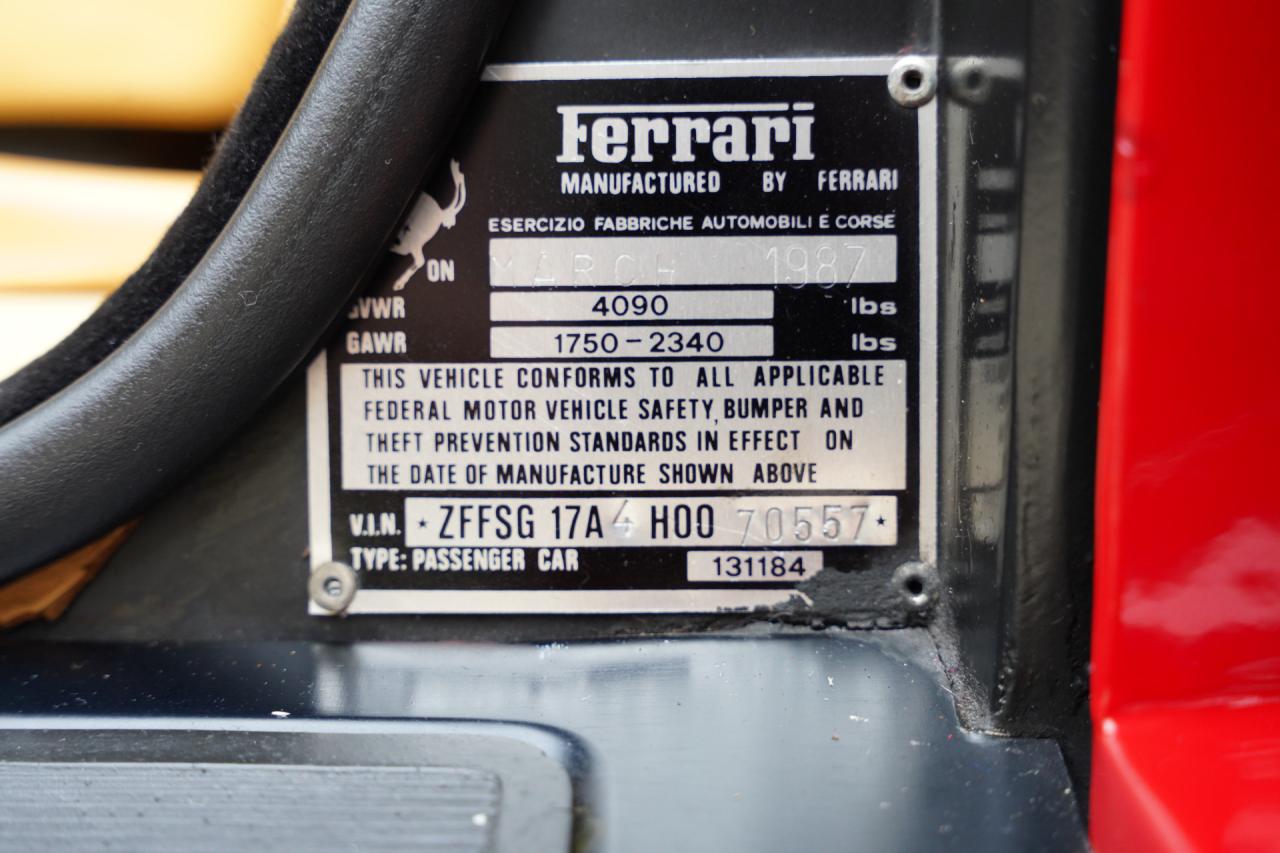 Ferrari
MANUFACTURED BY FERRARI
ESERCIZIO FABBRICHE AUTOMOBILI E CORSE
ON MARCH 1987
GVWR 4090 lbs
GAWR 1750-2340 lbs
THIS VEHICLE CONFORMS TO ALL APPLICABLE
FEDERAL MOTOR VEHICLE SAFETY, BUMPER AND
THEFT PREVENTION STANDARDS IN EFFECT ON
THE DATE OF MANUFACTURE SHOWN ABOVE
V.I.N. ★ ZFFSG 17A 4 H00 70557 ★
TYPE: PASSENGER CAR 131184